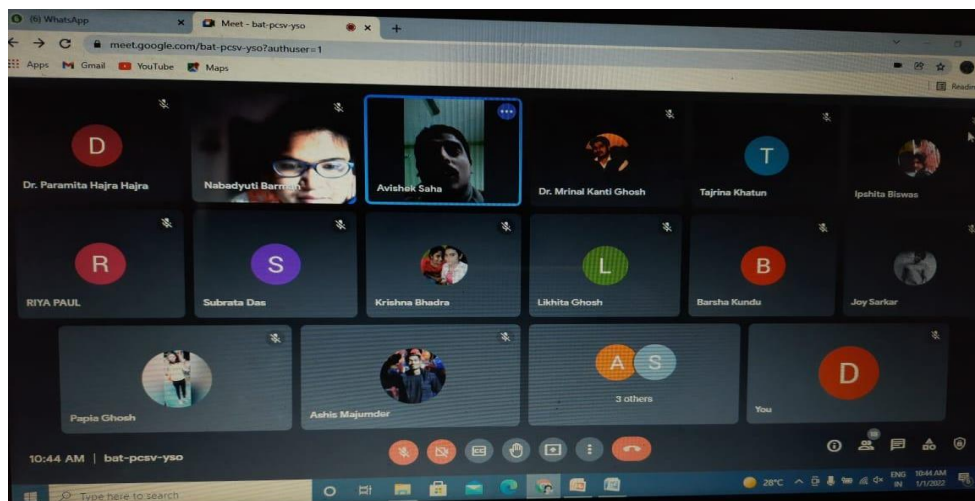 (6) WhatsApp
Meet - bat-pcsv-yso
meet.google.com/bat-pcsv-yso?authuser=1
Apps Gmail YouTube Maps
Reader
D
Dr. Paramita Hajra Hajra
Nabadyuti Barman
Avishek Saha
Dr. Mrinal Kanti Ghosh
T
Tajrina Khatun
Ipshita Biswas
R
RIYA PAUL
S
Subrata Das
Krishna Bhadra
L
Likhita Ghosh
B
Barsha Kundu
Joy Sarkar
Papia Ghosh
Ashis Majumder
A S
3 others
D
You
10:44 AM | bat-pcsv-yso
CC
Type here to search
28°C
ENG
IN
10:44 AM
1/1/2022